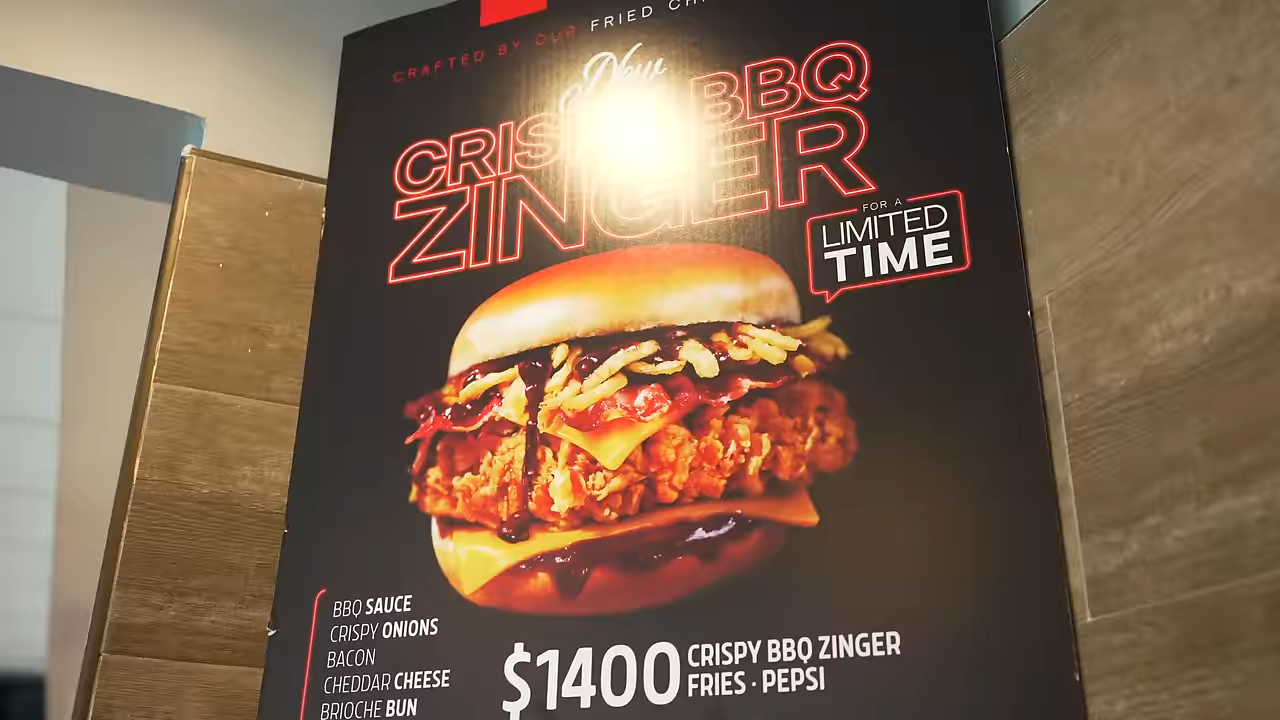 CRAFTED BY OUR FRIED
New
BBQ
ZINGER
FOR A
LIMITED
TIME
BBQ SAUCE
CRISPY ONIONS
BACON
CHEDDAR CHEESE
BRIOCHE BUN
$1400 CRISPY BBQ ZINGER
FRIES · PEPSI